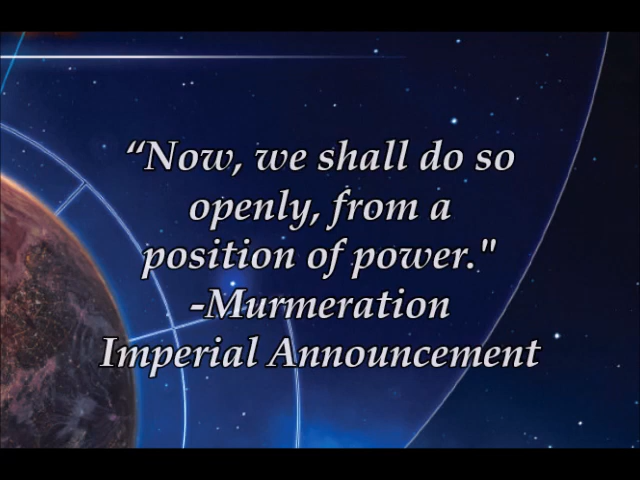 “Now, we shall do so
openly, from a
position of power."
-Murmeration
Imperial Announcement